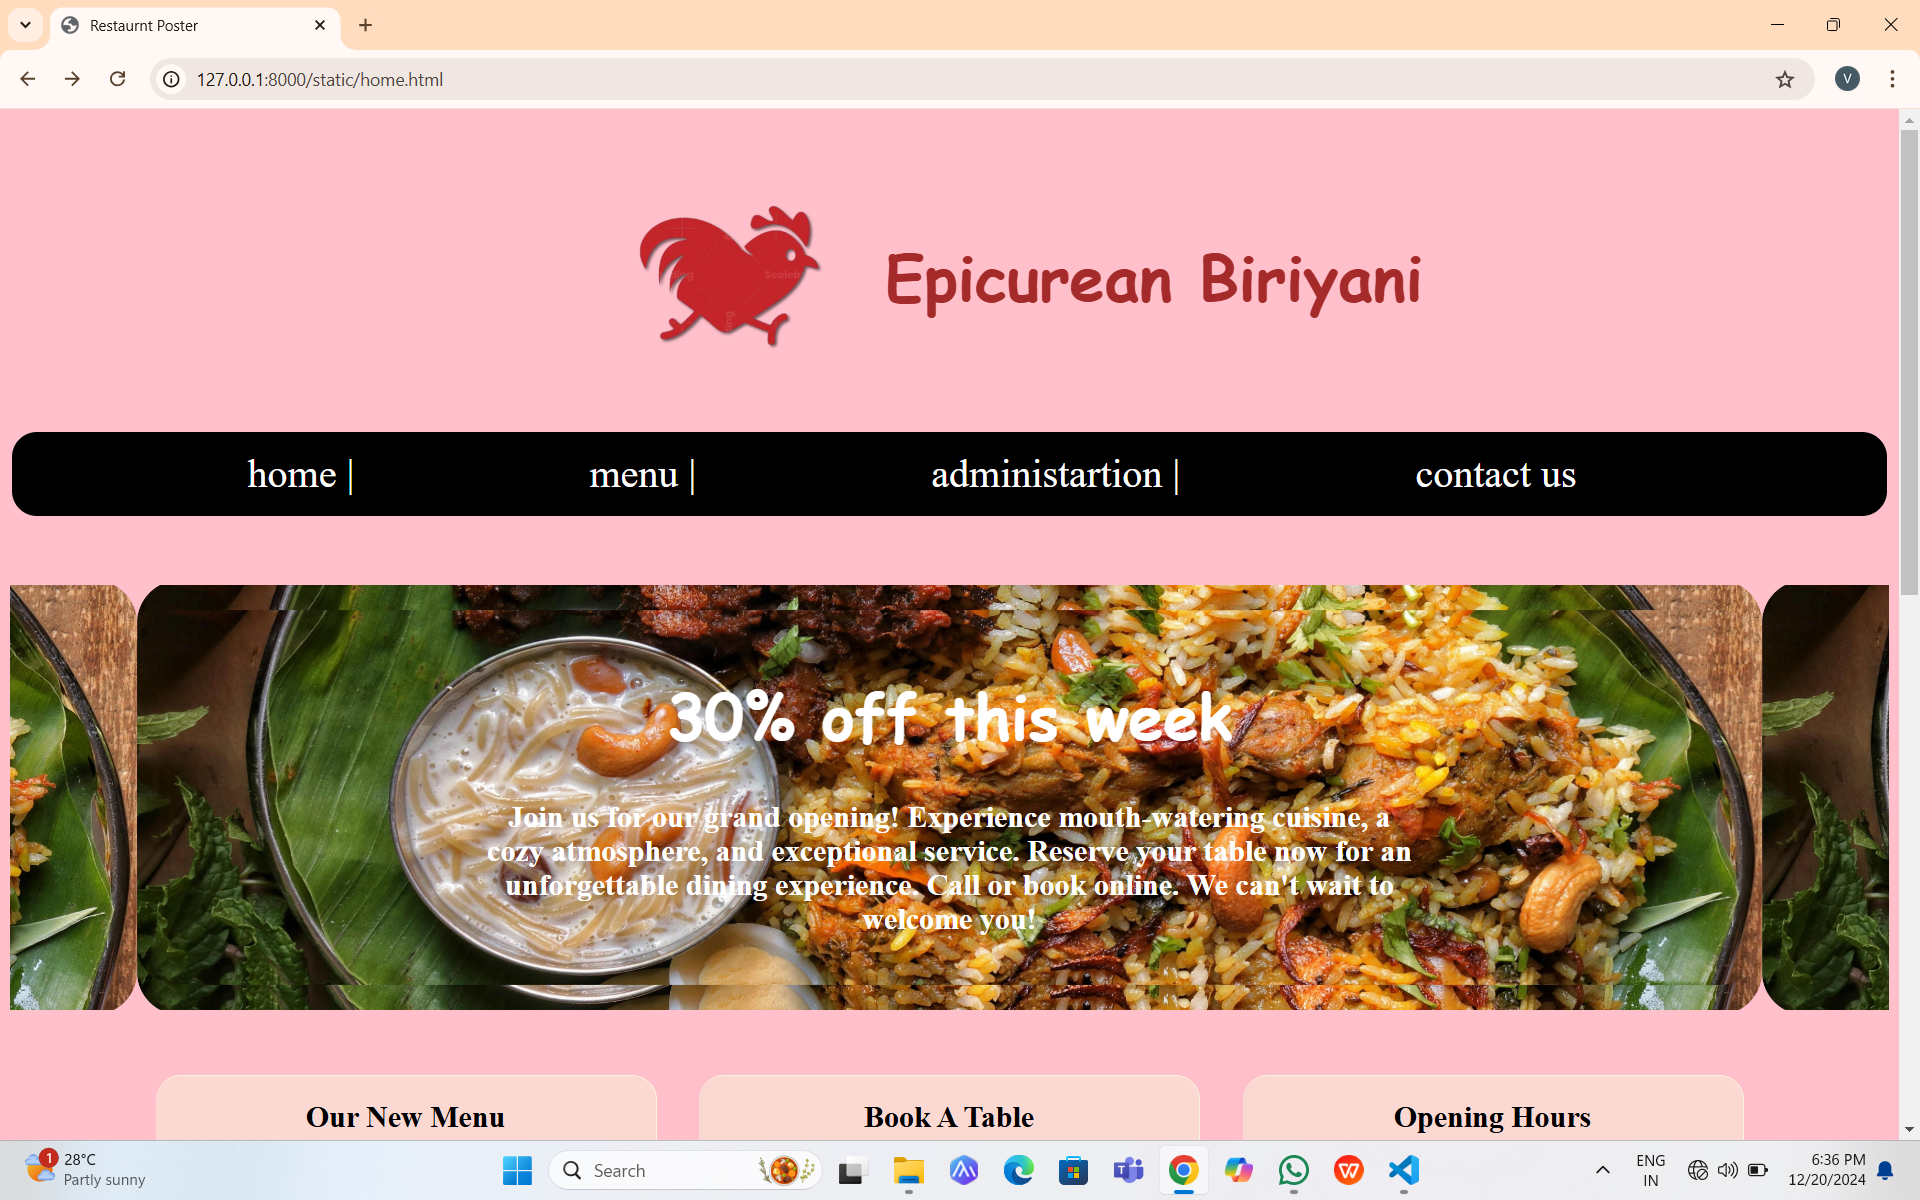 Restaurnt Poster
127.0.0.1:8000/static/home.html
V
Epicurean Biriyani
home |
menu |
administartion |
contact us
30% off this week
Join us for our grand opening! Experience mouth-watering cuisine, a
cozy atmosphere, and exceptional service. Reserve your table now for an
unforgettable dining experience. Call or book online. We can't wait to
welcome you!
Our New Menu
Book A Table
Opening Hours
1
28°C
Partly sunny
Search
ENG
IN
6:36 PM
12/20/2024